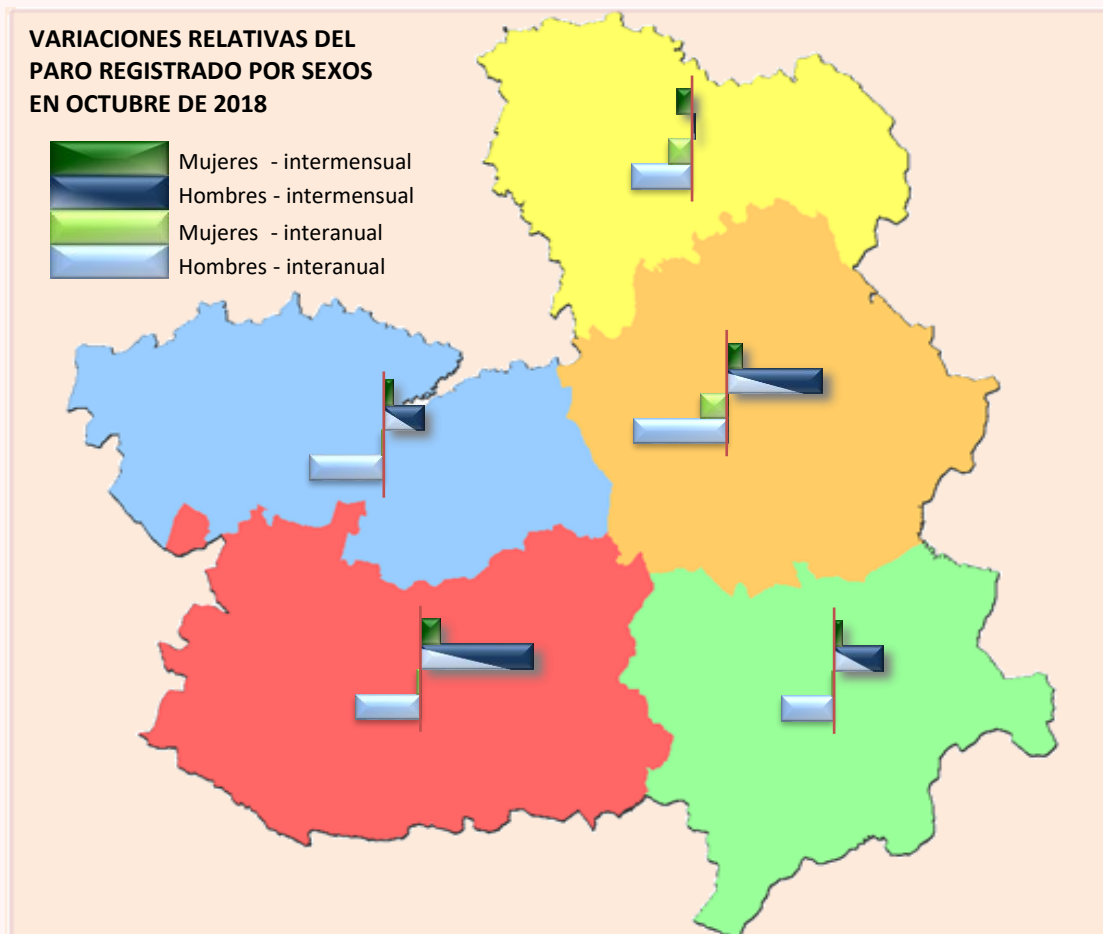 VARIACIONES RELATIVAS DEL
PARO REGISTRADO POR SEXOS
EN OCTUBRE DE 2018
Mujeres - intermensual
Hombres - intermensual
Mujeres - interanual
Hombres - interanual